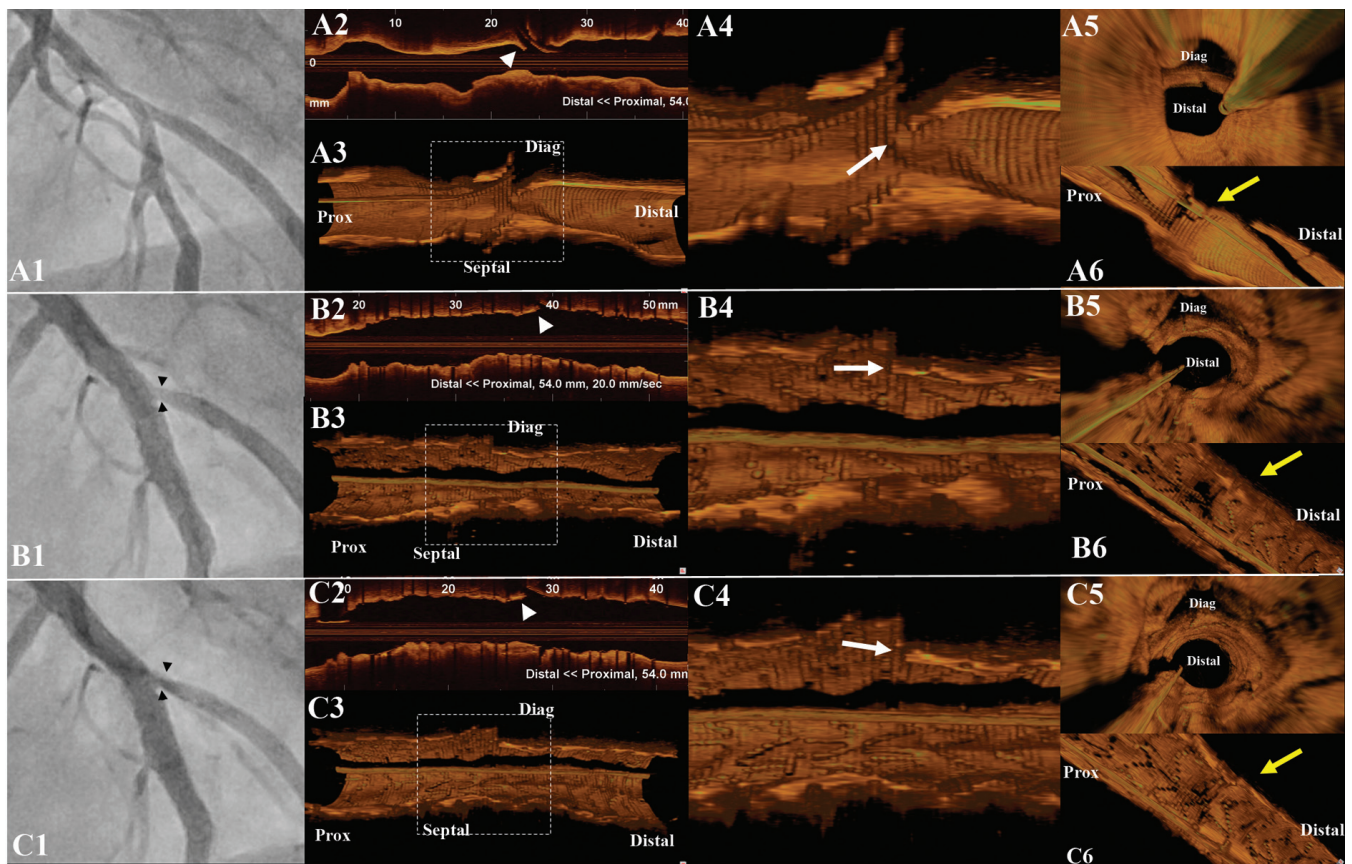 A1
A2
10 20 30 40
0
mm
Distal << Proximal, 54.0
A3
Diag
Prox
Distal
Septal
A4
A5
Diag
Distal
Prox
Distal
A6
B1
B2
20 30 40 50 mm
Distal << Proximal, 54.0 mm, 20.0 mm/sec
B3
Diag
Prox
Septal
Distal
B4
B5
Diag
Distal
Prox
Distal
B6
C1
C2
10 20 30 40
Distal << Proximal, 54.0 mm
C3
Diag
Prox
Septal
Distal
C4
C5
Diag
Distal
Prox
Distal
C6